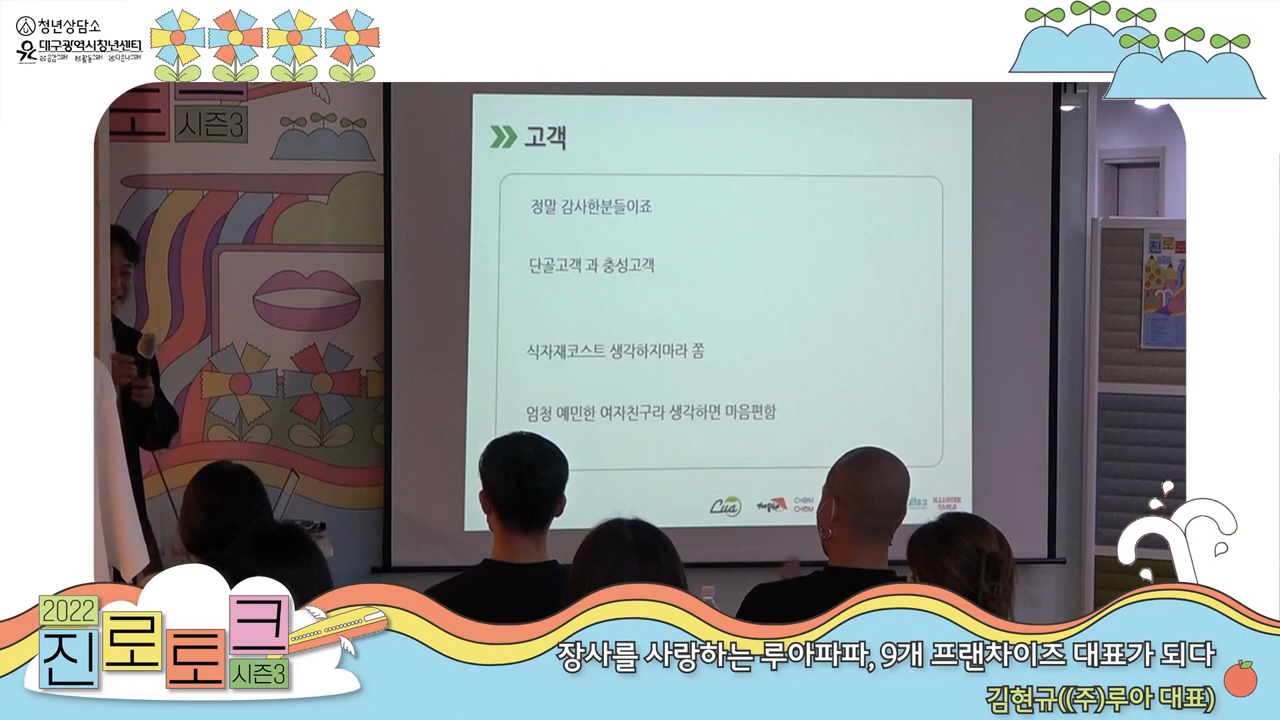 청년상담소
대구광역시청년센터
토크
시즌3
고객
정말 감사한분들이죠
단골고객 과 충성고객
식자재코스트 생각하지마라 쫌
엄청 예민한 여자친구라 생각하면 마음편함
Lua
CHOM
CHOM
진로토
2022
진로토크
시즌3
장사를 사랑하는 루아파파, 9개 프랜차이즈 대표가 되다
김현규((주)루아 대표)